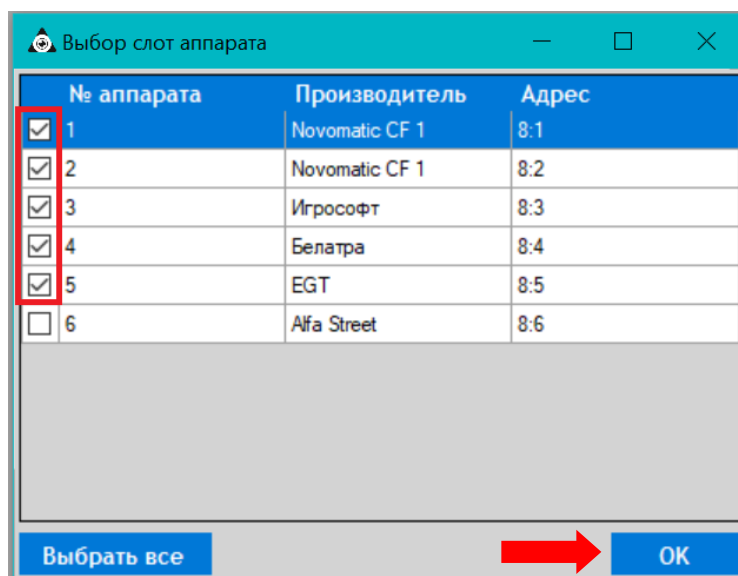 Выбор слот аппарата
№ аппарата Производитель Адрес
1 Novomatic CF 1 8:1
2 Novomatic CF 1 8:2
3 Игрософт 8:3
4 Белатра 8:4
5 EGT 8:5
6 Alfa Street 8:6
Выбрать все OK